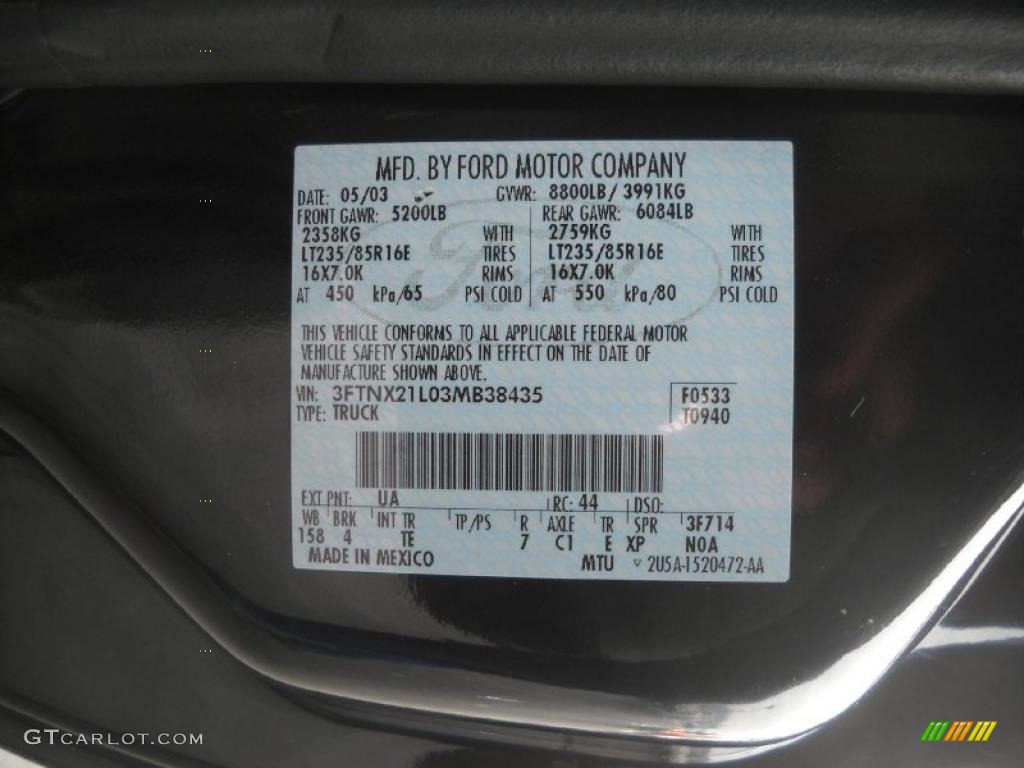 MFD. BY FORD MOTOR COMPANY
DATE: 05/03 GVWR: 8800LB/ 3991KG
FRONT GAWR: 5200LB REAR GAWR: 6084LB
2358KG WITH 2759KG WITH
LT235/85R16E TIRES LT235/85R16E TIRES
16X7.0K RIMS 16X7.0K RIMS
AT 450 kPa/65 PSI COLD AT 550 kPa/80 PSI COLD
Ford
THIS VEHICLE CONFORMS TO ALL APPLICABLE FEDERAL MOTOR
VEHICLE SAFETY STANDARDS IN EFFECT ON THE DATE OF
MANUFACTURE SHOWN ABOVE.
VIN: 3FTNX21L03MB38435 F0533
TYPE: TRUCK T0940
EXT PNT: UA RC: 44 DSO:
WB BRK INT TR TP/PS R AXLE TR SPR 3F714
158 4 TE 7 C1 E XP NOA
MADE IN MEXICO MTU ▽ 2U5A-1520472-AA
GTCARLOT.COM